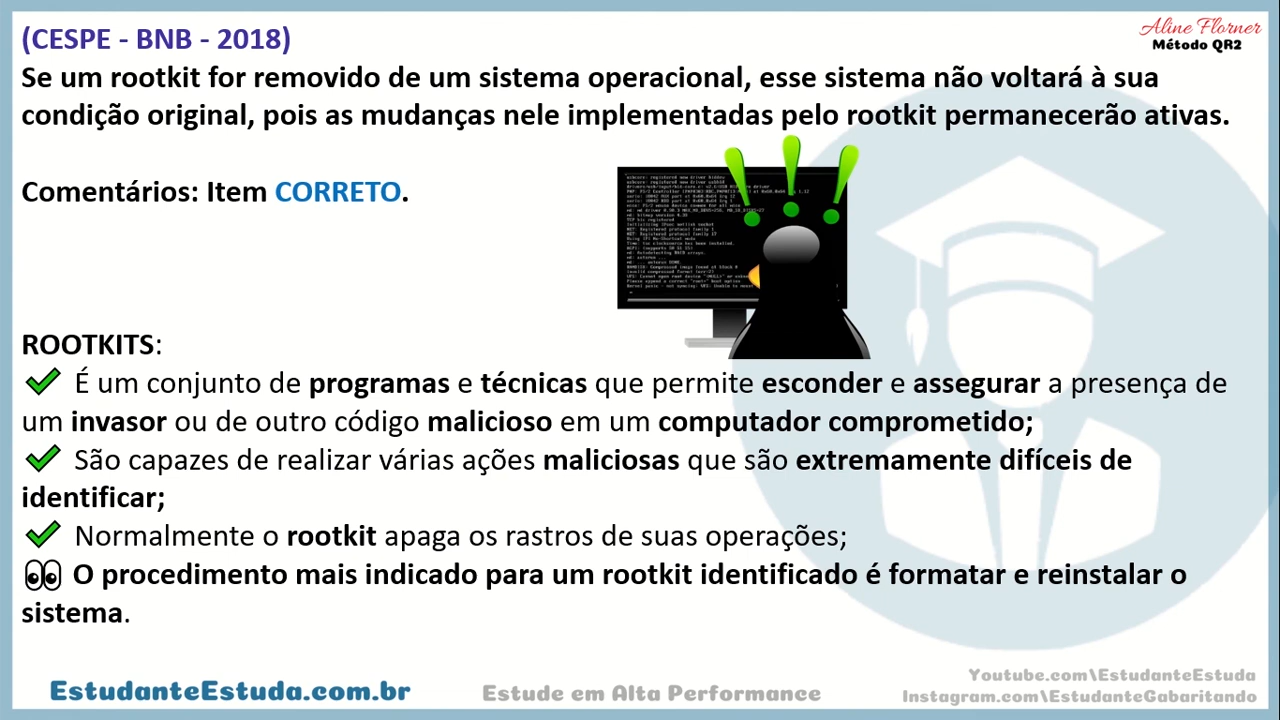 (CESPE - BNB - 2018)
Aline Florner
Método QR2
Se um rootkit for removido de um sistema operacional, esse sistema não voltará à sua
condição original, pois as mudanças nele implementadas pelo rootkit permanecerão ativas.
Comentários: Item CORRETO.
ROOTKITS:
É um conjunto de programas e técnicas que permite esconder e assegurar a presença de
um invasor ou de outro código malicioso em um computador comprometido;
São capazes de realizar várias ações maliciosas que são extremamente difíceis de
identificar;
Normalmente o rootkit apaga os rastros de suas operações;
O procedimento mais indicado para um rootkit identificado é formatar e reinstalar o
sistema.
EstudanteEstuda.com.br
Estude em Alta Performance
Youtube.com\EstudanteEstuda
Instagram.com\EstudanteGabaritando